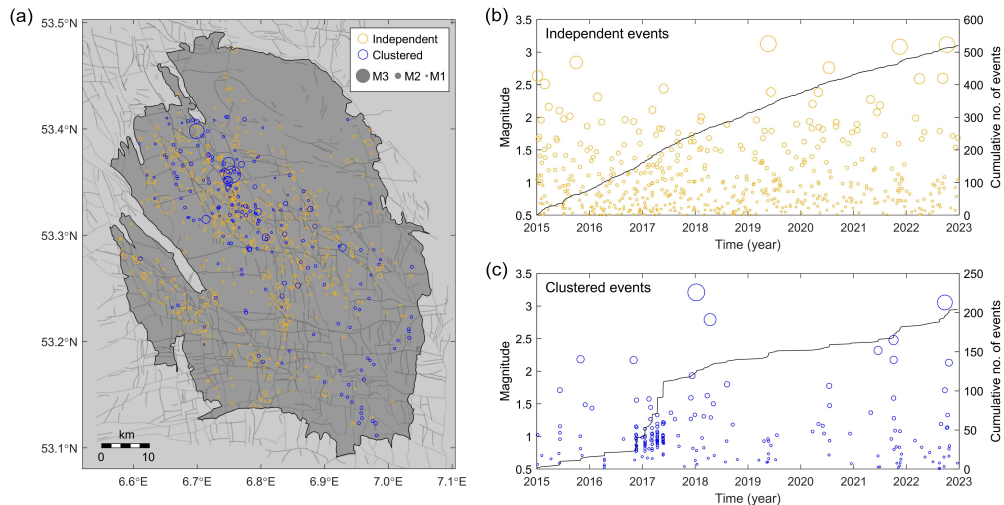 (a)
53.5°N
53.4°N
53.3°N
53.2°N
53.1°N
Independent
Clustered
M3 M2 M1
km
0 10
6.6°E 6.7°E 6.8°E 6.9°E 7.0°E 7.1°E
(b)
Independent events
3.5
3
2.5
2
1.5
1
0.5
Magnitude
600
500
400
300
200
100
0
Cumulative no. of events
2015 2016 2017 2018 2019 2020 2021 2022 2023
Time (year)
(c)
Clustered events
3.5
3
2.5
2
1.5
1
0.5
Magnitude
250
200
150
100
50
0
Cumulative no. of events
2015 2016 2017 2018 2019 2020 2021 2022 2023
Time (year)